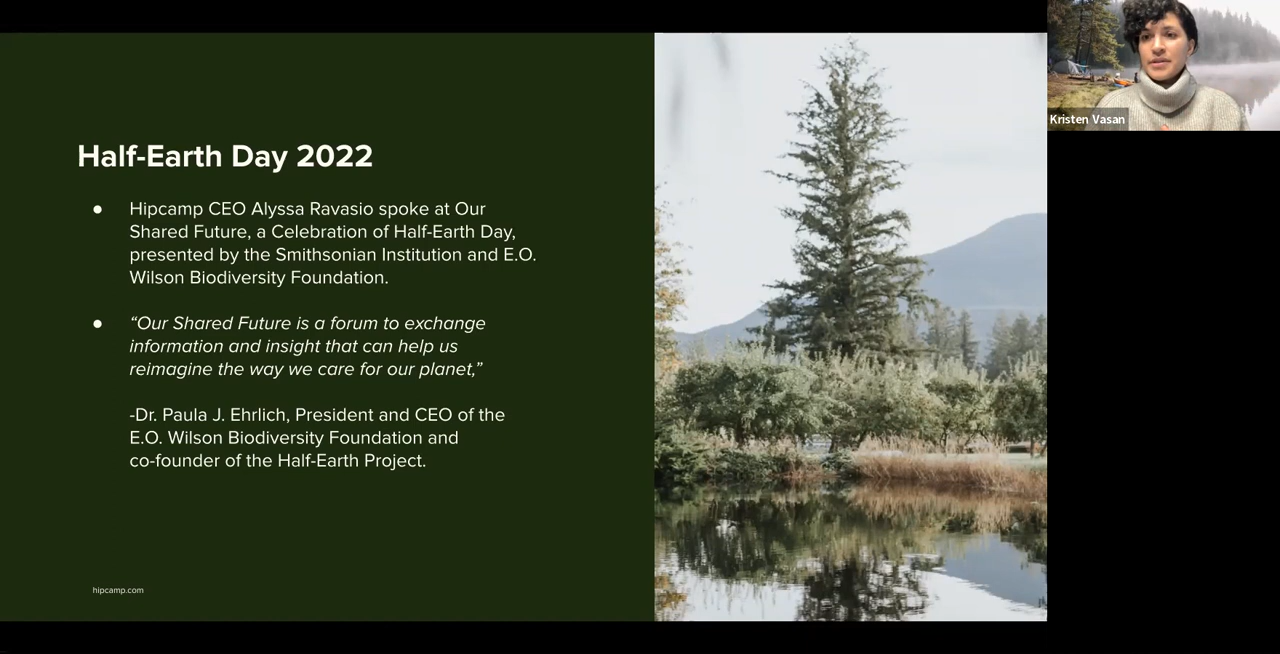 Half-Earth Day 2022
● Hipcamp CEO Alyssa Ravasio spoke at Our
Shared Future, a Celebration of Half-Earth Day,
presented by the Smithsonian Institution and E.O.
Wilson Biodiversity Foundation.
● “Our Shared Future is a forum to exchange
information and insight that can help us
reimagine the way we care for our planet,”
-Dr. Paula J. Ehrlich, President and CEO of the
E.O. Wilson Biodiversity Foundation and
co-founder of the Half-Earth Project.
hipcamp.com
Kristen Vasan